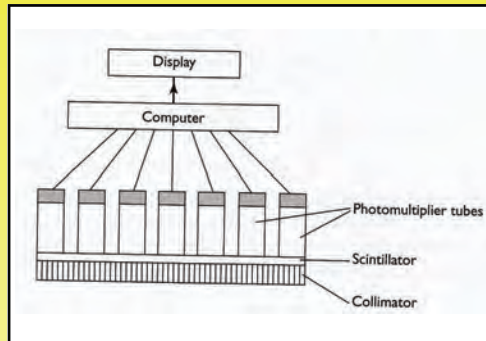 Display
Computer
Photomultiplier tubes
Scintillator
Collimator